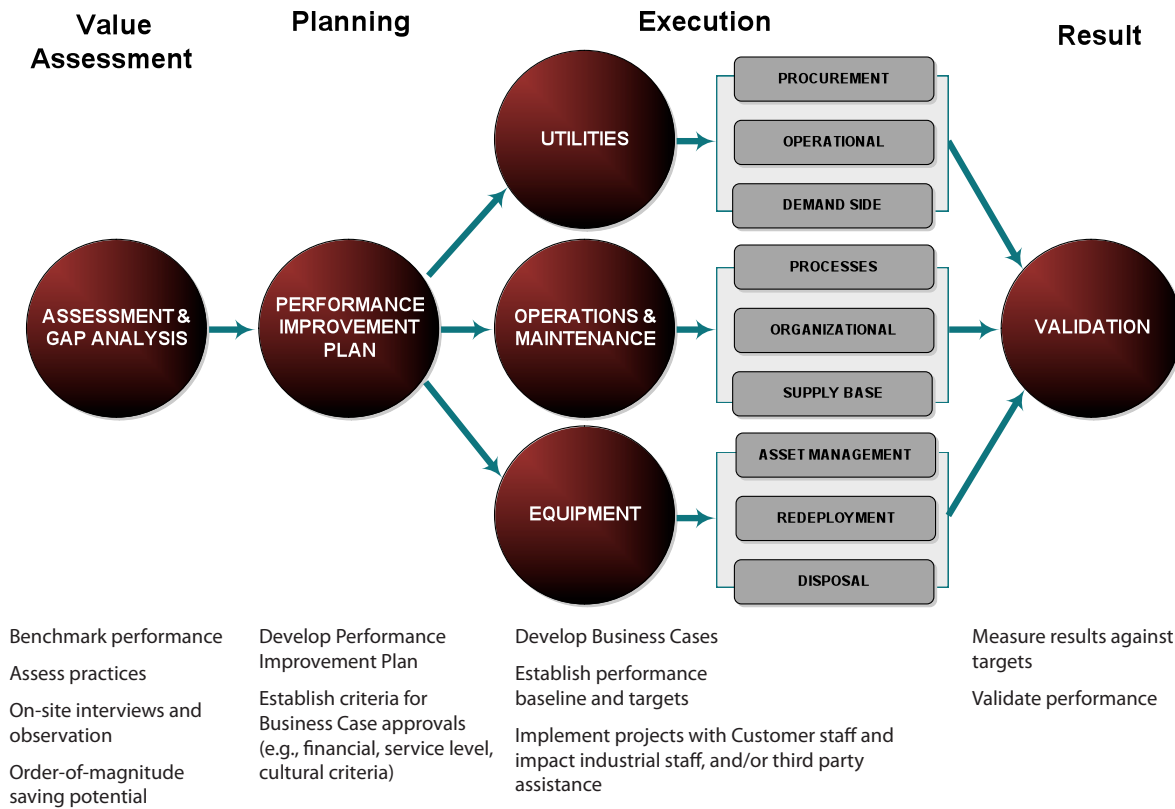 Value
Assessment
Planning
Execution
Result
ASSESSMENT &
GAP ANALYSIS
PERFORMANCE
IMPROVEMENT
PLAN
UTILITIES
PROCUREMENT
OPERATIONAL
DEMAND SIDE
OPERATIONS &
MAINTENANCE
PROCESSES
ORGANIZATIONAL
SUPPLY BASE
EQUIPMENT
ASSET MANAGEMENT
REDEPLOYMENT
DISPOSAL
VALIDATION
Benchmark performance
Assess practices
On-site interviews and
observation
Order-of-magnitude
saving potential
Develop Performance
Improvement Plan
Establish criteria for
Business Case approvals
(e.g., financial, service level,
cultural criteria)
Develop Business Cases
Establish performance
baseline and targets
Implement projects with Customer staff and
impact industrial staff, and/or third party
assistance
Measure results against
targets
Validate performance